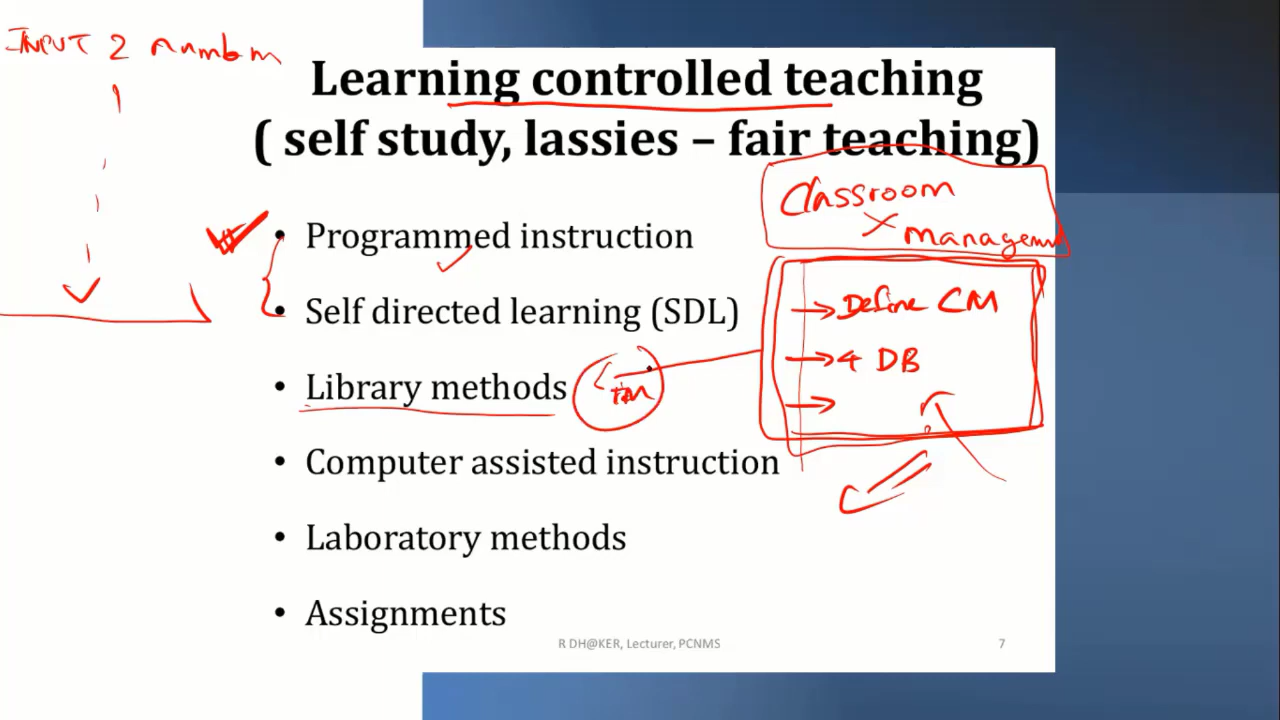 INPUT 2 number
Learning controlled teaching
( self study, lassies – fair teaching)
Classroom
management
• Programmed instruction
• Self directed learning (SDL)
→ Define CM
→ 4 DB
→
• Library methods
• Computer assisted instruction
• Laboratory methods
• Assignments
R DH@KER, Lecturer, PCNMS
7